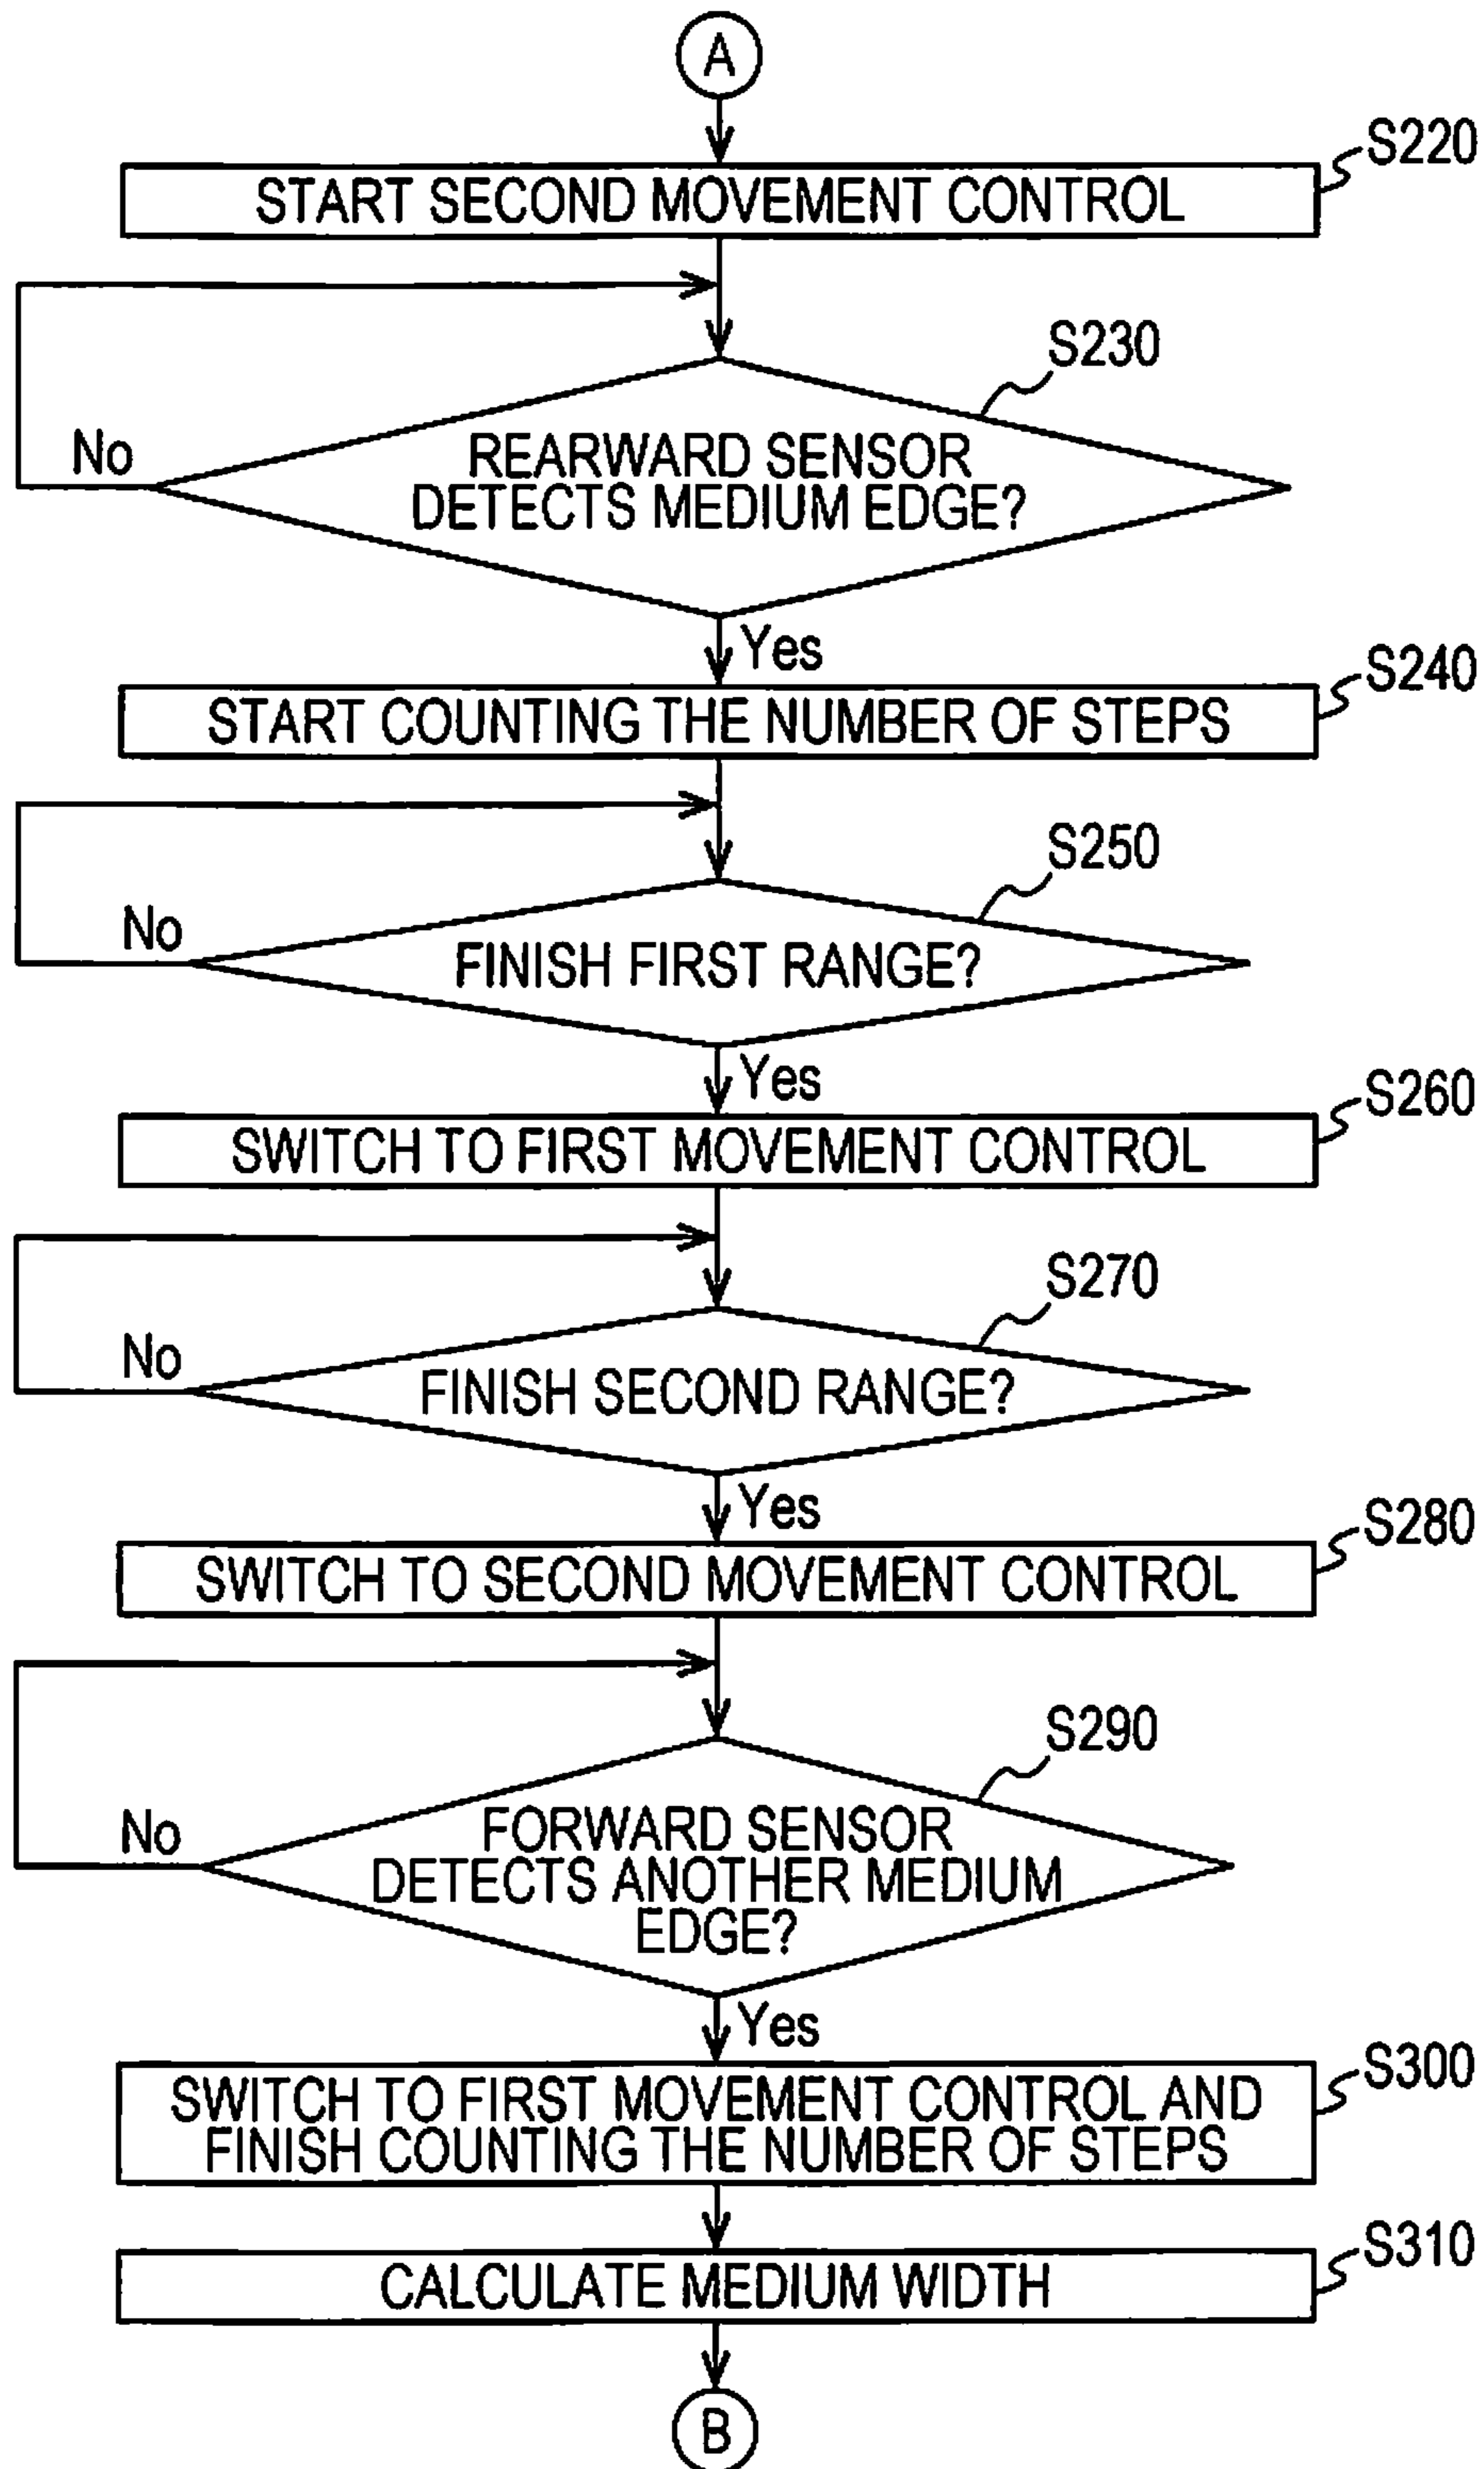 A
S220
START SECOND MOVEMENT CONTROL
S230
No
REARWARD SENSOR
DETECTS MEDIUM EDGE?
Yes
S240
START COUNTING THE NUMBER OF STEPS
S250
No
FINISH FIRST RANGE?
Yes
S260
SWITCH TO FIRST MOVEMENT CONTROL
S270
No
FINISH SECOND RANGE?
Yes
S280
SWITCH TO SECOND MOVEMENT CONTROL
S290
No
FORWARD SENSOR
DETECTS ANOTHER MEDIUM
EDGE?
Yes
S300
SWITCH TO FIRST MOVEMENT CONTROL AND
FINISH COUNTING THE NUMBER OF STEPS
S310
CALCULATE MEDIUM WIDTH
B